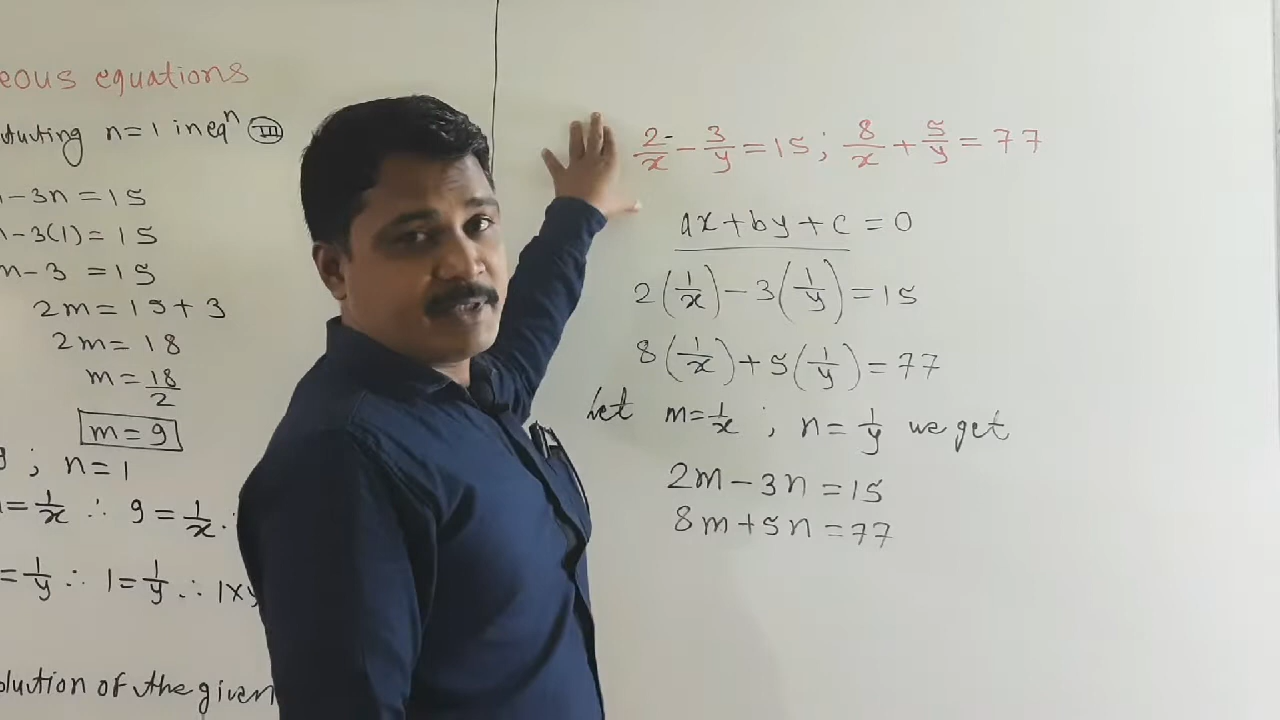 eous equations
tuting n=1 in eqⁿ III
-3n=15
-3(1)=15
-3=15
2m=15+3
2m=18
m=18/2
m=9
; n=1
=1/x ∴ 9=1/x
=1/y ∴ 1=1/y ∴ 1×y
olution of the given
2/x-3/y=15; 8/x+5/y=77
ax+by+c=0
2(1/x)-3(1/y)=15
8(1/x)+5(1/y)=77
Let m=1/x ; n=1/y we get
2m-3n=15
8m+5n=77